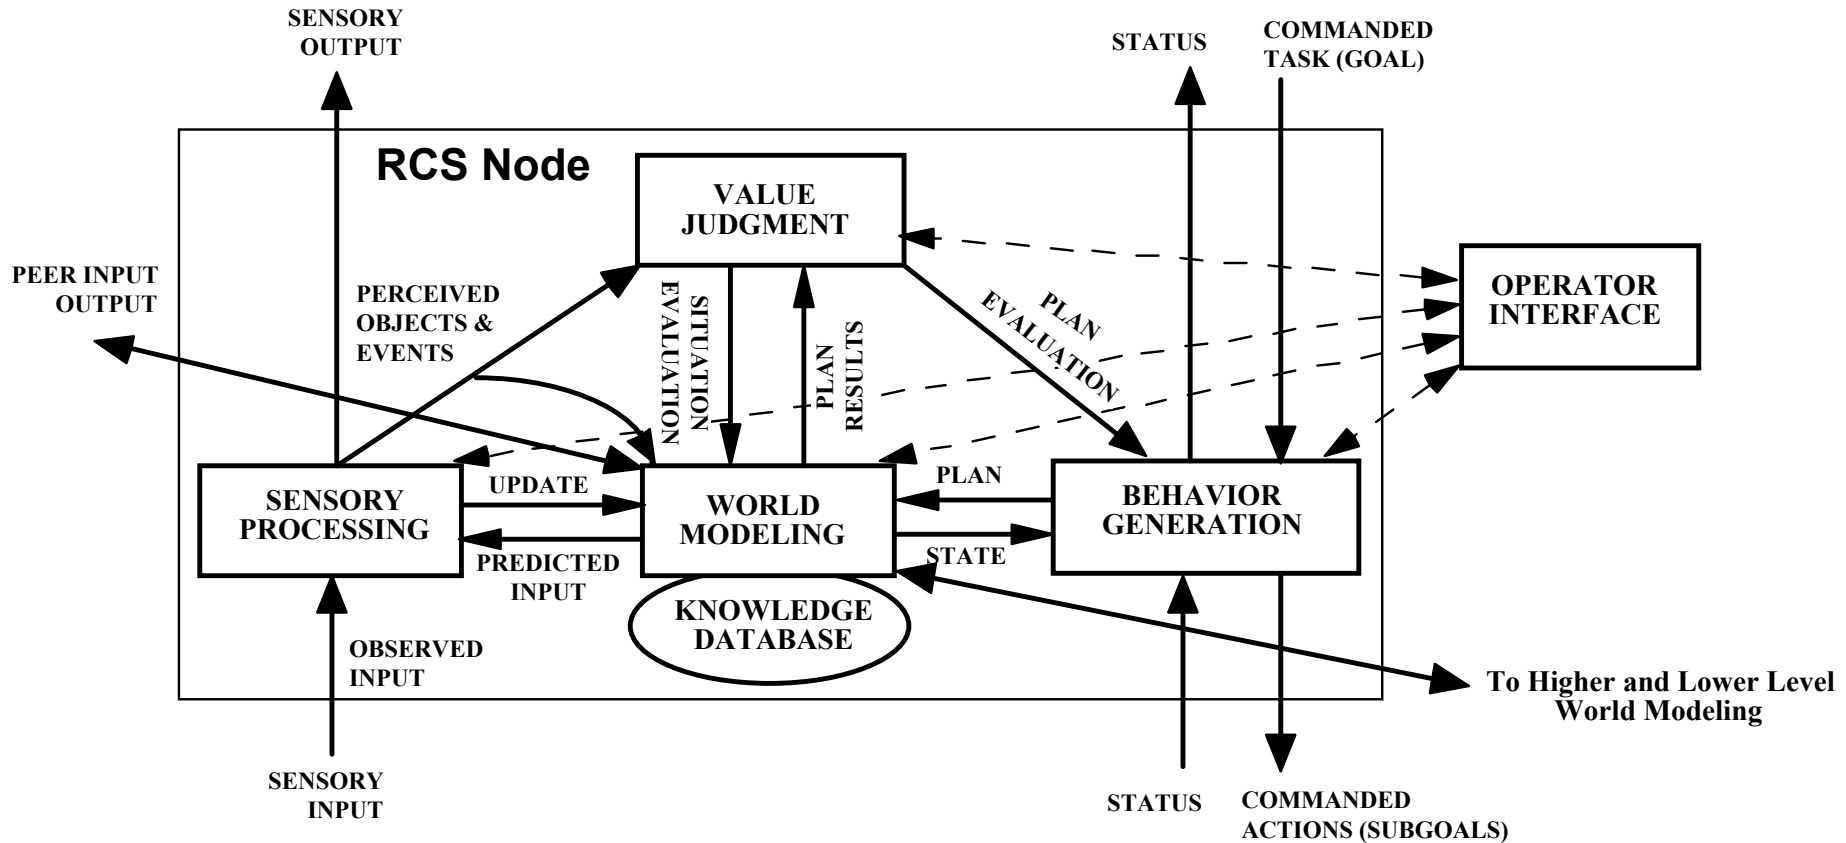 SENSORY
OUTPUT
STATUS
COMMANDED
TASK (GOAL)
RCS Node
VALUE
JUDGMENT
PEER INPUT
OUTPUT
PERCEIVED
OBJECTS &
EVENTS
SITUATION
EVALUATION
PLAN
RESULTS
PLAN
EVALUATION
OPERATOR
INTERFACE
SENSORY
PROCESSING
UPDATE
PREDICTED
INPUT
WORLD
MODELING
PLAN
STATE
BEHAVIOR
GENERATION
KNOWLEDGE
DATABASE
OBSERVED
INPUT
To Higher and Lower Level
World Modeling
SENSORY
INPUT
STATUS
COMMANDED
ACTIONS (SUBGOALS)